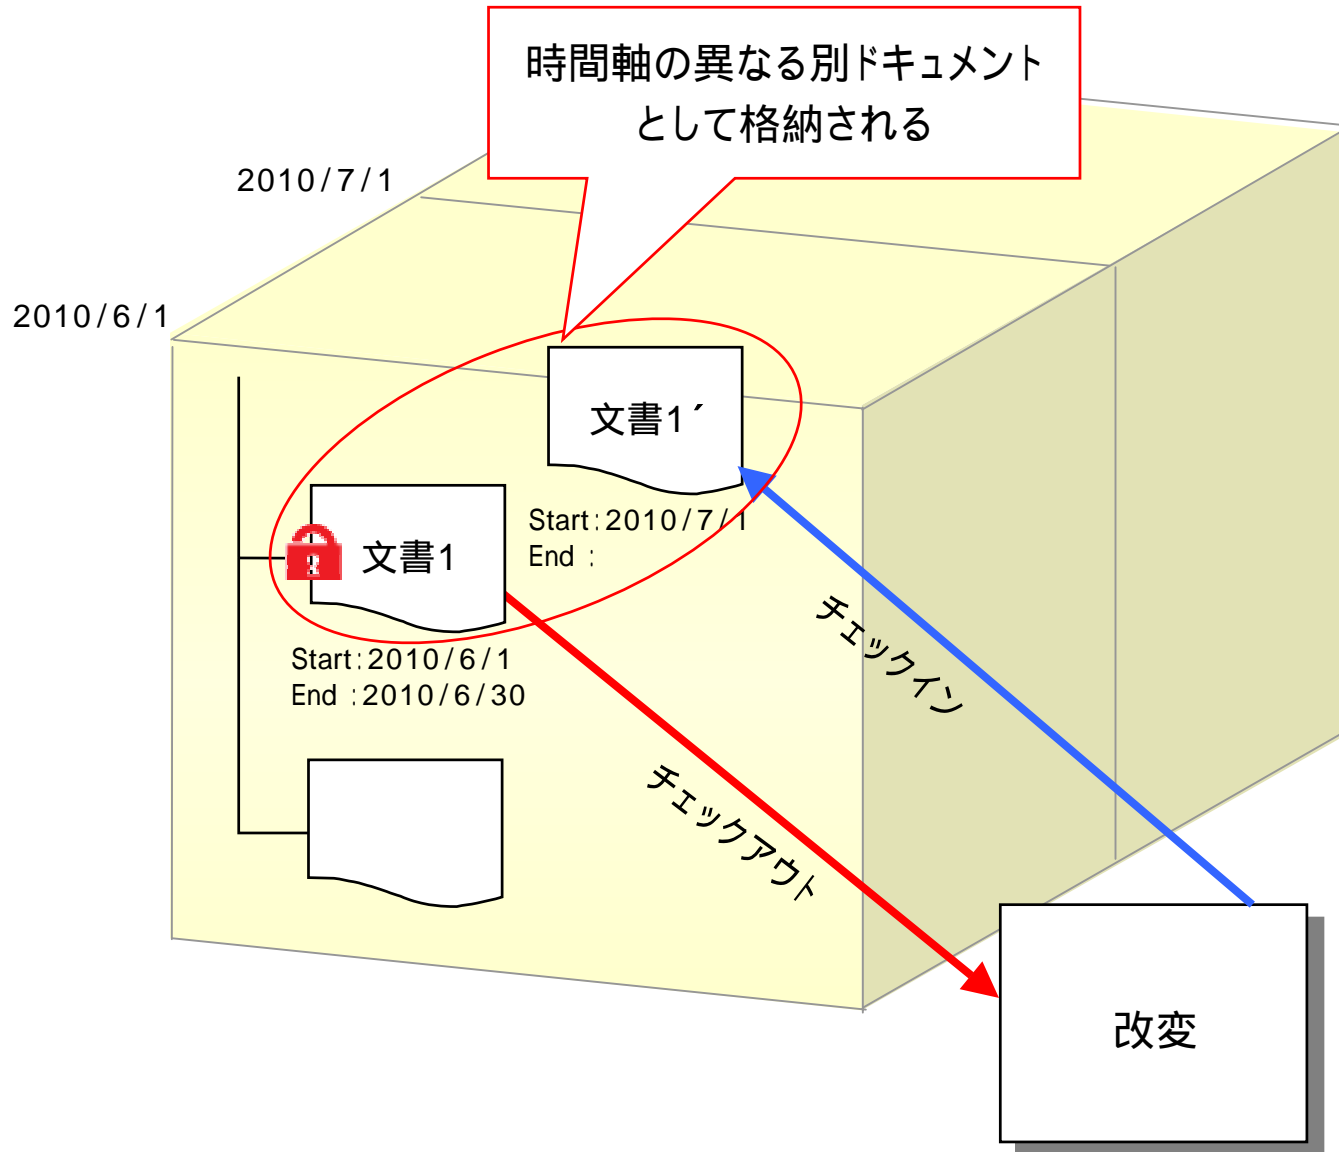 時間軸の異なる別ドキュメント
として格納される
2010/7/1
2010/6/1
文書1´
Start:2010/7/1
End :
文書1
Start:2010/6/1
End :2010/6/30
チェックイン
チェックアウト
改変